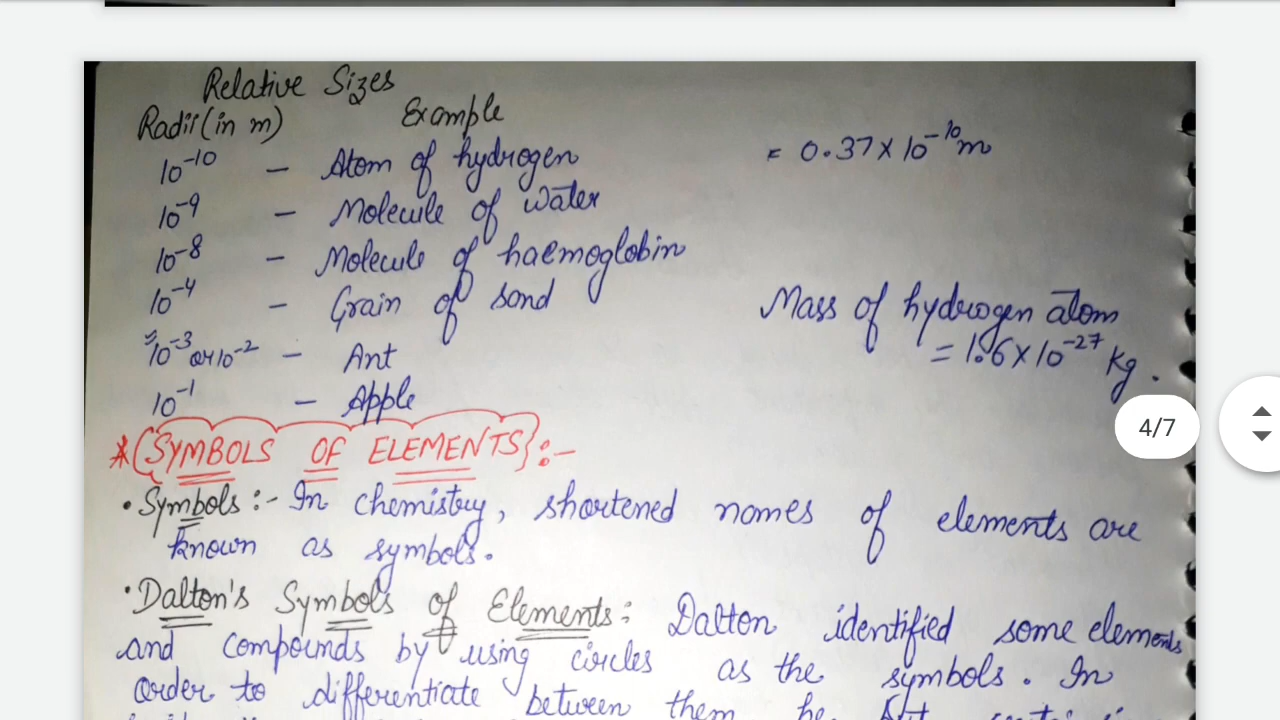 Relative Sizes
Radii (in m) Example
10⁻¹⁰ - Atom of hydrogen = 0.37 x 10⁻¹⁰ m
10⁻⁹ - Molecule of water
10⁻⁸ - Molecule of haemoglobin
10⁻⁴ - Grain of sand
10⁻³ or 10⁻² - Ant
10⁻¹ - Apple
Mass of hydrogen atom
= 1.6 x 10⁻²⁷ kg.
4/7
*{SYMBOLS OF ELEMENTS}:-
• Symbols :- In chemistry, shortened names of elements are
known as symbols.
• Dalton's Symbols of Elements: Dalton identified some elements
and compounds by using circles as the symbols. In
order to differentiate between them he put